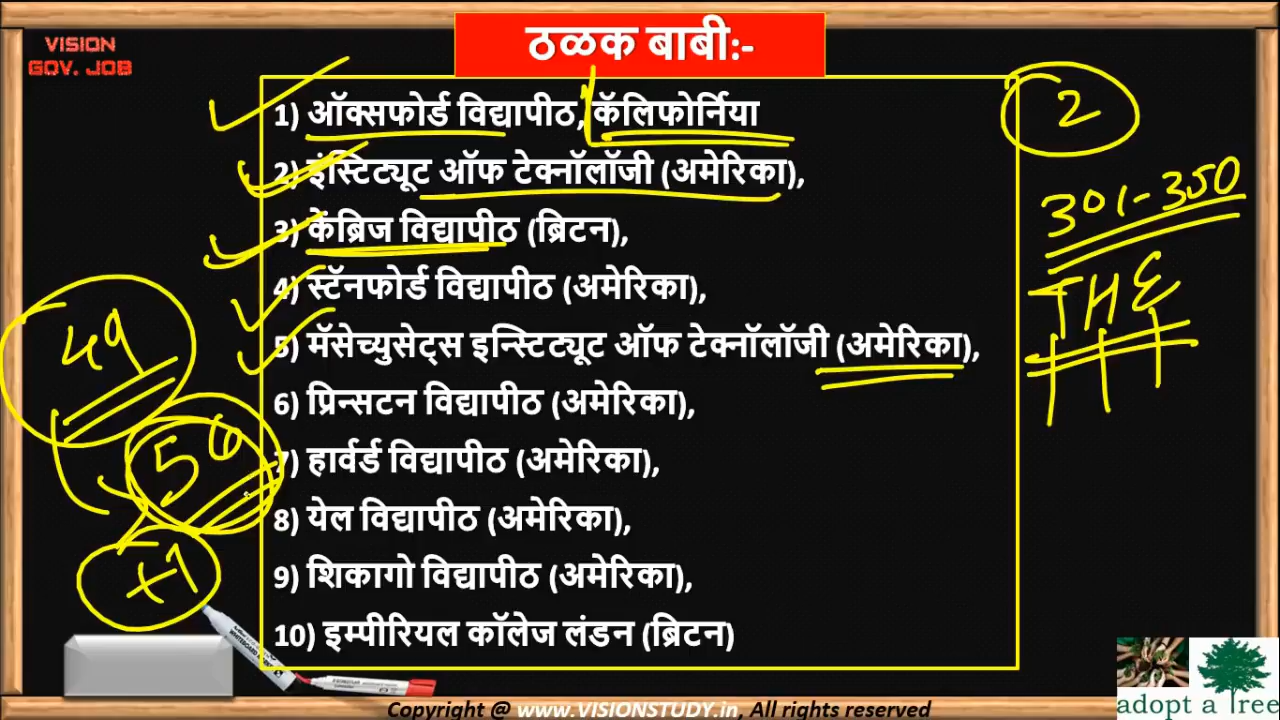 VISION
GOV. JOB
ठळक बाबी:-
1) ऑक्सफोर्ड विद्यापीठ, कॅलिफोर्निया
2) इंस्टिट्यूट ऑफ टेक्नॉलॉजी (अमेरिका),
3) केंब्रिज विद्यापीठ (ब्रिटन),
4) स्टॅनफोर्ड विद्यापीठ (अमेरिका),
5) मॅसेच्युसेट्स इन्स्टिट्यूट ऑफ टेक्नॉलॉजी (अमेरिका),
6) प्रिन्सटन विद्यापीठ (अमेरिका),
7) हार्वर्ड विद्यापीठ (अमेरिका),
8) येल विद्यापीठ (अमेरिका),
9) शिकागो विद्यापीठ (अमेरिका),
10) इम्पीरियल कॉलेज लंडन (ब्रिटन)
2
301-350
THE
49
56
+1
adopt a Tree
Copyright @ www.VISIONSTUDY.in, All rights reserved